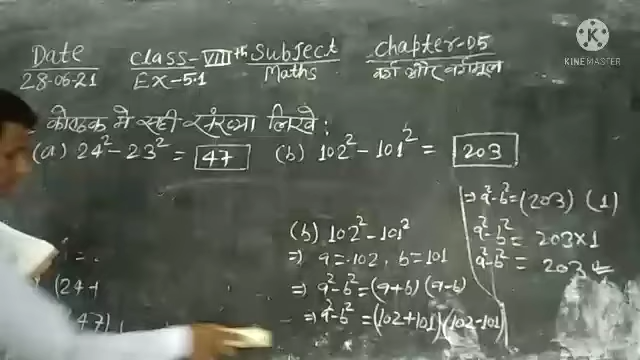 Date class-VIIIth Subject chapter-05
28-06-21 Ex-5.1 Maths वर्ग और वर्गमूल
KINEMASTER
कोष्ठक में सही संख्या लिखे:
(a) 24² - 23² = 47 (b) 102² - 101² = 203
(b) 102² - 101²
⇒ a = 102, b = 101
⇒ a² - b² = (a+b) (a-b)
⇒ a² - b² = (102+101) (102-101)
⇒ a² - b² = (203) (1)
a² - b² = 203×1
a² - b² = 203
(24+
47)